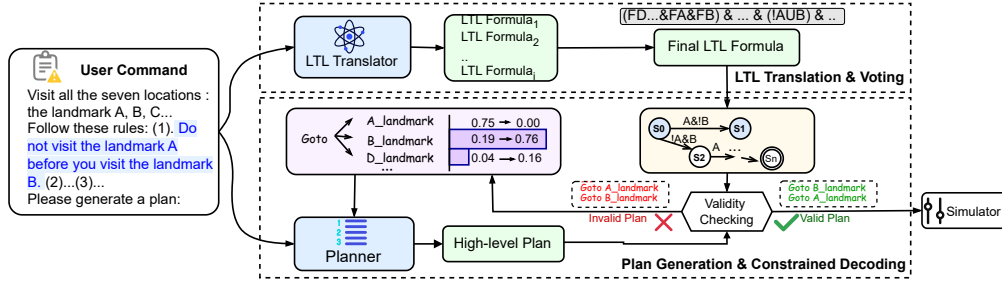 User Command
Visit all the seven locations :
the landmark A, B, C...
Follow these rules: (1). Do
not visit the landmark A
before you visit the landmark
B. (2)...(3)...
Please generate a plan:
LTL Translator
LTL Formula1
LTL Formula2
..
LTL Formulai
(FD...&FA&FB) & ... & (!AUB) & ..
Final LTL Formula
LTL Translation & Voting
Goto
A_landmark
B_landmark
D_landmark
...
0.75 → 0.00
0.19 → 0.76
0.04 → 0.16
S0
A&!B
S1
!A&B
S2
A
...
Sn
Goto A_landmark
Goto B_landmark
Invalid Plan
Validity
Checking
Goto B_landmark
Goto A_landmark
Valid Plan
Simulator
1
2
3
Planner
High-level Plan
Plan Generation & Constrained Decoding